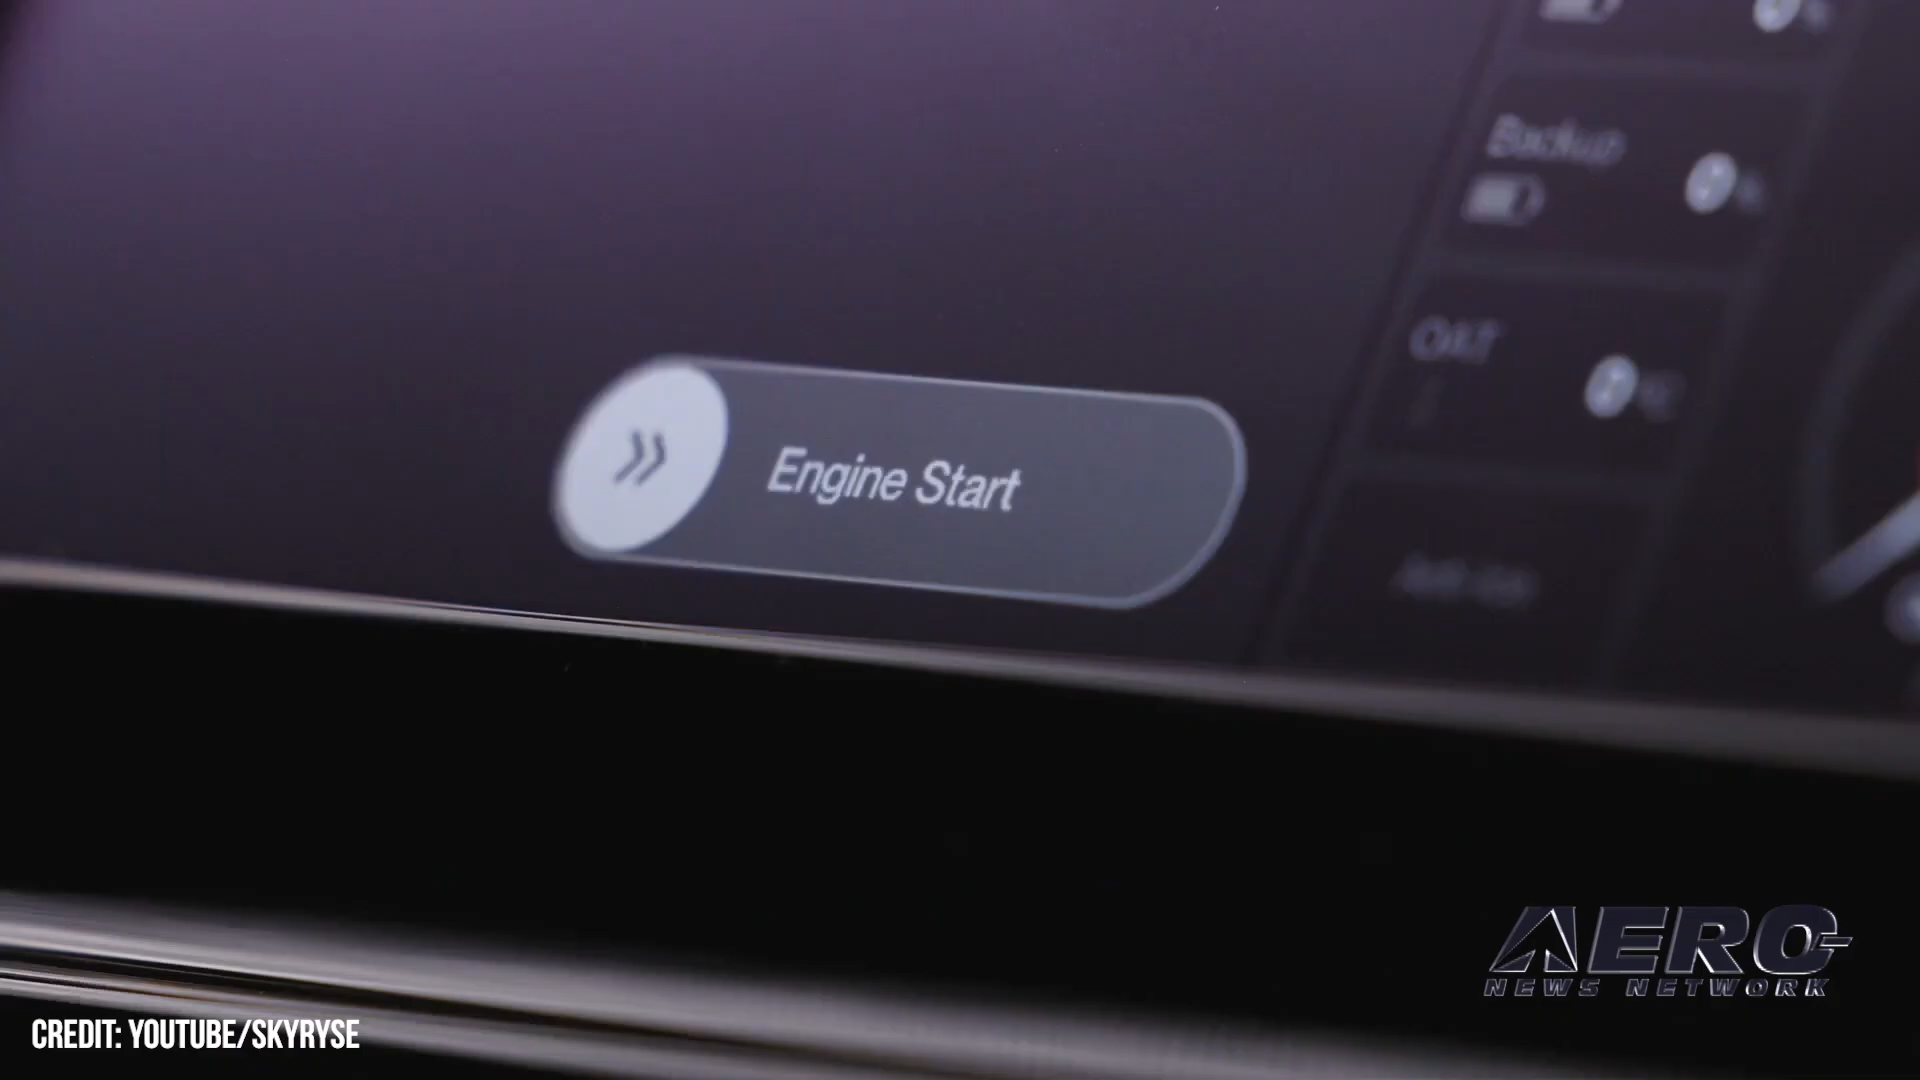 Backup
OAT
Engine Start
AERO
NEWS NETWORK
CREDIT: YOUTUBE/SKYRYSE